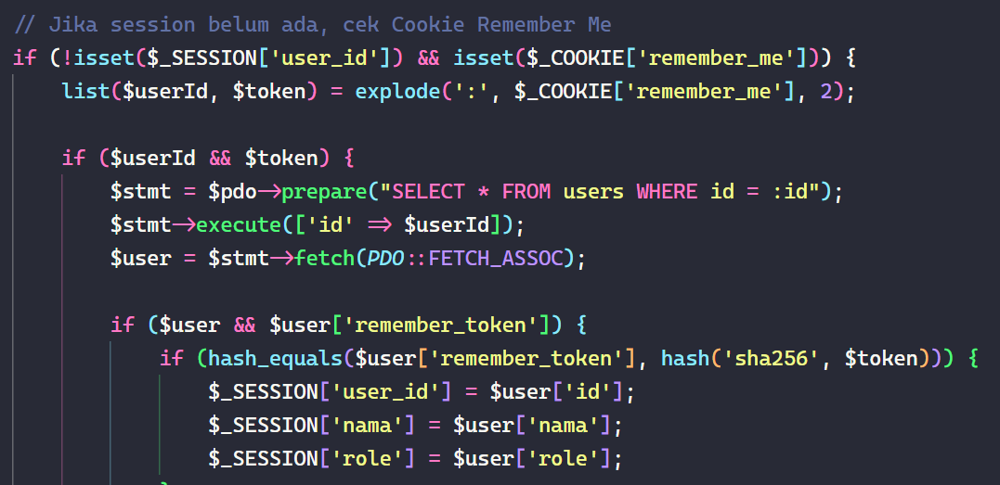 // Jika session belum ada, cek Cookie Remember Me
if (!isset($_SESSION['user_id']) && isset($_COOKIE['remember_me'])) {
    list($userId, $token) = explode(':', $_COOKIE['remember_me'], 2);

    if ($userId && $token) {
        $stmt = $pdo->prepare("SELECT * FROM users WHERE id = :id");
        $stmt->execute(['id' => $userId]);
        $user = $stmt->fetch(PDO::FETCH_ASSOC);

        if ($user && $user['remember_token']) {
            if (hash_equals($user['remember_token'], hash('sha256', $token))) {
                $_SESSION['user_id'] = $user['id'];
                $_SESSION['nama'] = $user['nama'];
                $_SESSION['role'] = $user['role'];
            }